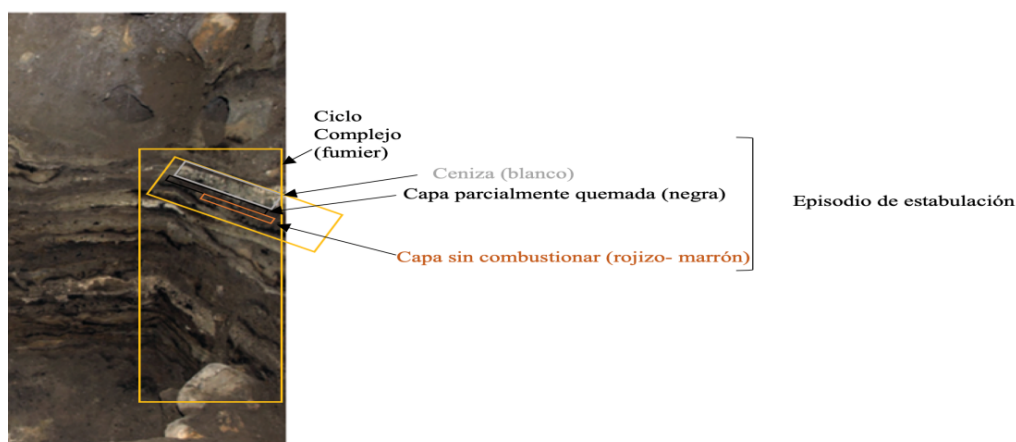 Ciclo
Complejo
(fumier)
Ceniza (blanco)
Capa parcialmente quemada (negra)
Episodio de estabulación
Capa sin combustionar (rojizo- marrón)